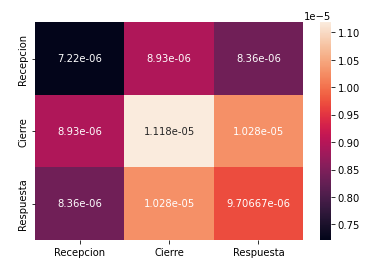 1e-5
Recepcion
7.22e-06
8.93e-06
8.36e-06
Cierre
8.93e-06
1.118e-05
1.028e-05
Respuesta
8.36e-06
1.028e-05
9.70667e-06
Recepcion
Cierre
Respuesta
1.10
1.05
1.00
0.95
0.90
0.85
0.80
0.75